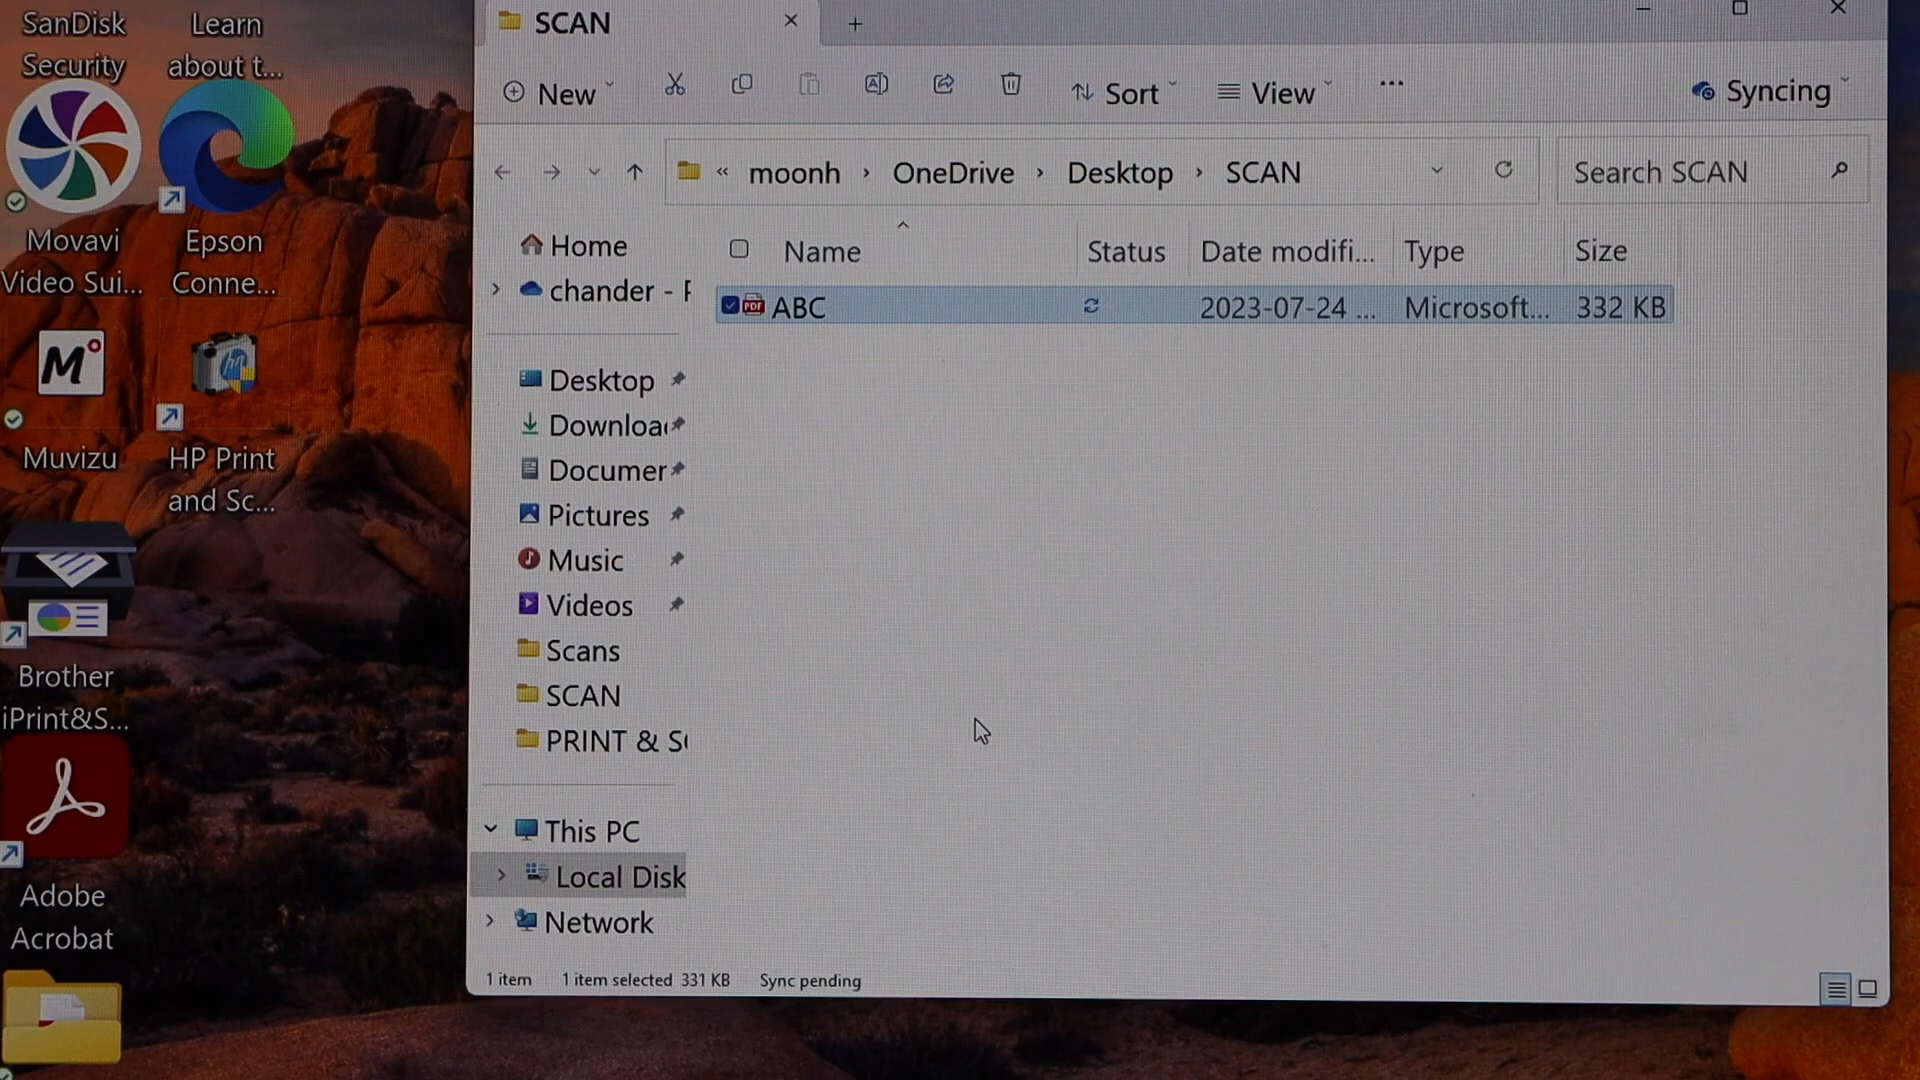 SanDisk
Security
Learn
about t...
Movavi
Video Sui...
Epson
Conne...
Muvizu
HP Print
and Sc...
Brother
iPrint&S...
Adobe
Acrobat
SCAN
New
Sort
View
Syncing
moonh > OneDrive > Desktop > SCAN
Search SCAN
Home
chander - P
Desktop
Downloa
Documer
Pictures
Music
Videos
Scans
SCAN
PRINT & SC
This PC
Local Disk
Network
Name Status Date modifi... Type Size
PDF ABC 2023-07-24 ... Microsoft... 332 KB
1 item 1 item selected 331 KB Sync pending